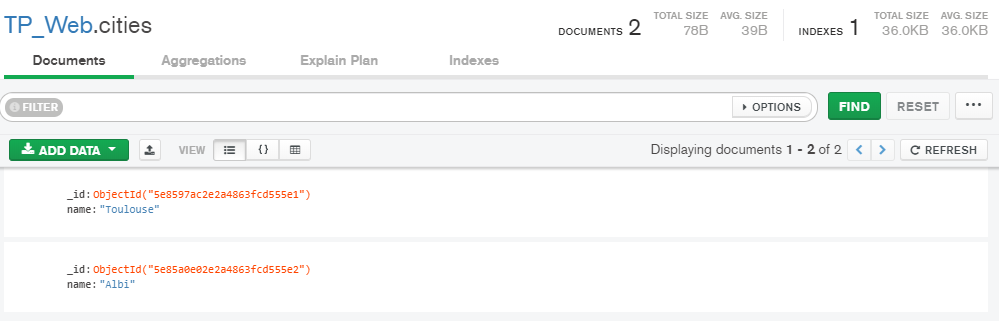 TP_Web.cities
DOCUMENTS 2 TOTAL SIZE 78B AVG. SIZE 39B INDEXES 1 TOTAL SIZE 36.0KB AVG. SIZE 36.0KB
Documents Aggregations Explain Plan Indexes
FILTER OPTIONS FIND RESET ...
ADD DATA VIEW {} Displaying documents 1 - 2 of 2 < > REFRESH
_id: ObjectId("5e8597ac2e2a4863fcd555e1")
name: "Toulouse"
_id: ObjectId("5e85a0e02e2a4863fcd555e2")
name: "Albi"